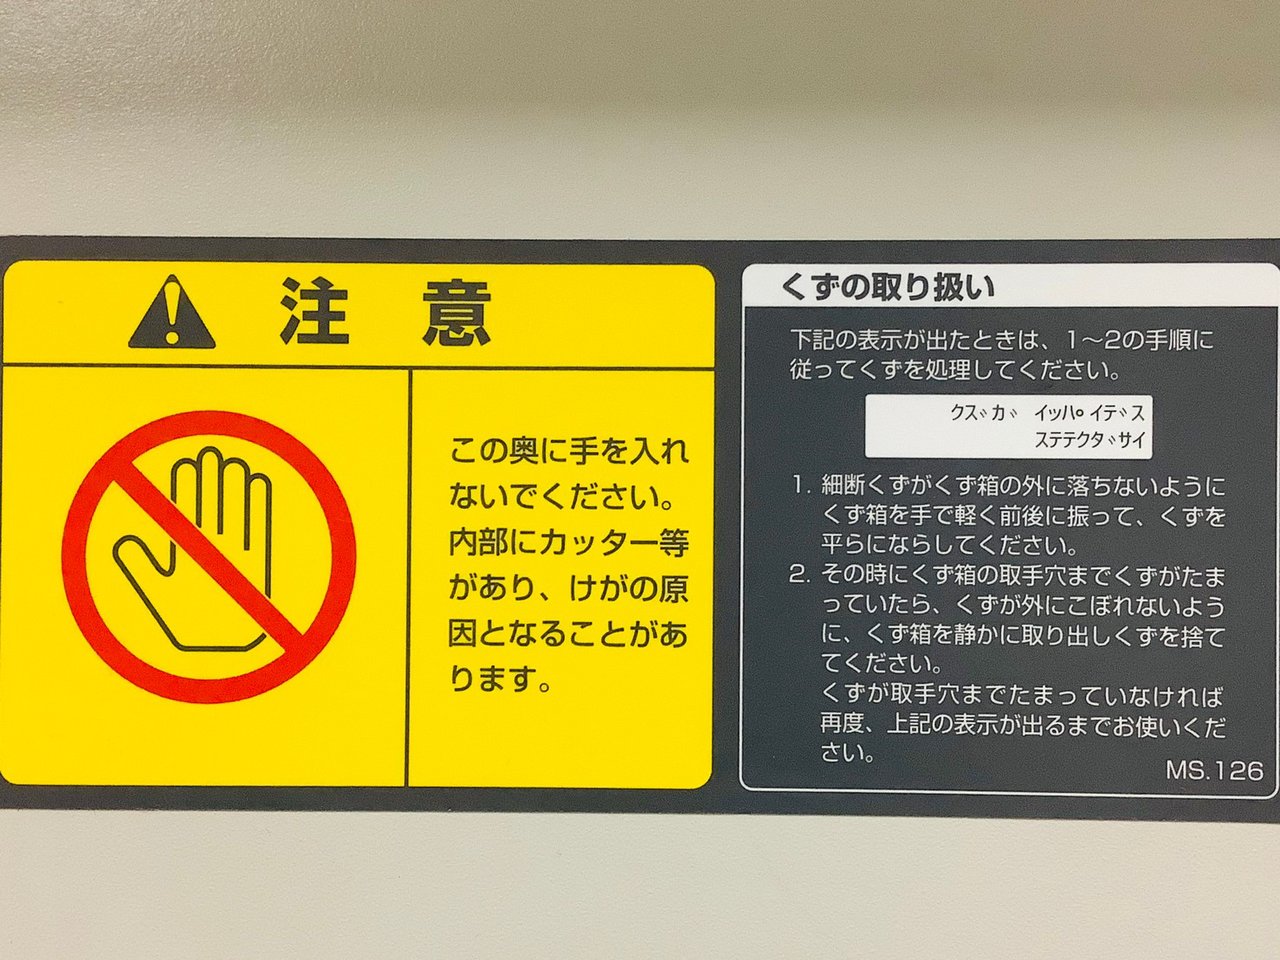 注 意
この奥に手を入れ
ないでください。
内部にカッター等
があり、けがの原
因となることがあ
ります。
くずの取り扱い
下記の表示が出たときは、1〜2の手順に
従ってくずを処理してください。
クズガ イッパイデス
ステテクダサイ
1. 細断くずがくず箱の外に落ちないように
くず箱を手で軽く前後に振って、くずを
平らにならしてください。
2. その時にくず箱の取手穴までくずがたま
っていたら、くずが外にこぼれないよう
に、くず箱を静かに取り出しくずを捨て
てください。
くずが取手穴までたまっていなければ
再度、上記の表示が出るまでお使いくだ
さい。
MS.126